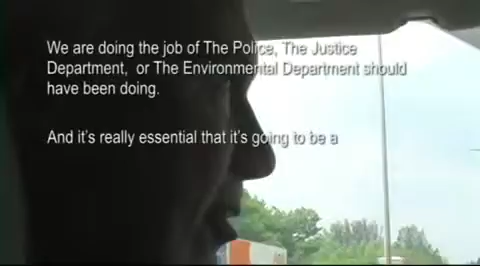 We are doing the job of The Police, The Justice
Department, or The Environmental Department should
have been doing.
And it's really essential that it's going to be a